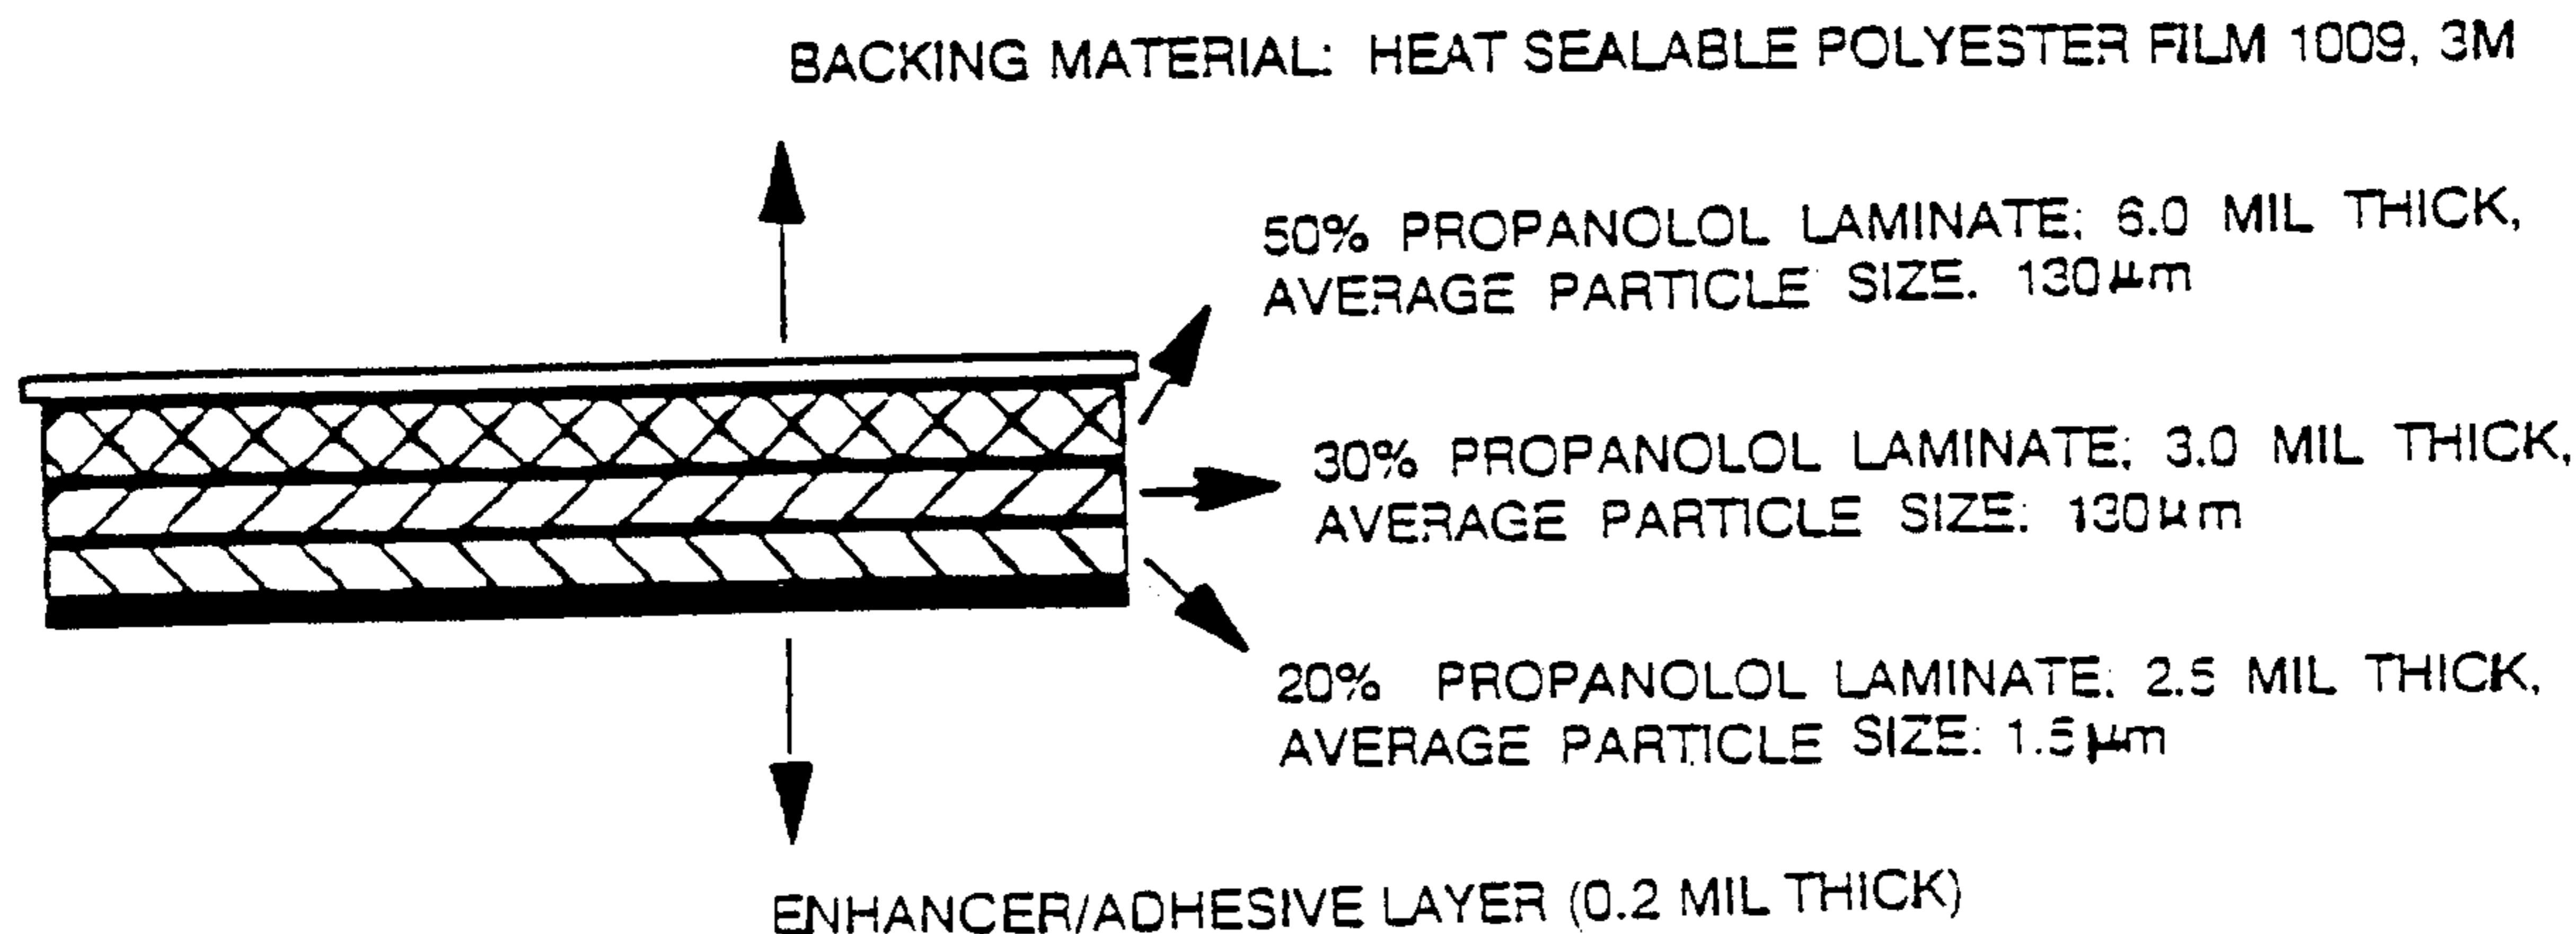 BACKING MATERIAL: HEAT SEALABLE POLYESTER FILM 1009, 3M
50% PROPANOLOL LAMINATE; 6.0 MIL THICK,
AVERAGE PARTICLE SIZE. 130μm
30% PROPANOLOL LAMINATE; 3.0 MIL THICK,
AVERAGE PARTICLE SIZE: 130μm
20% PROPANOLOL LAMINATE. 2.5 MIL THICK,
AVERAGE PARTICLE SIZE: 1.5μm
ENHANCER/ADHESIVE LAYER (0.2 MIL THICK)